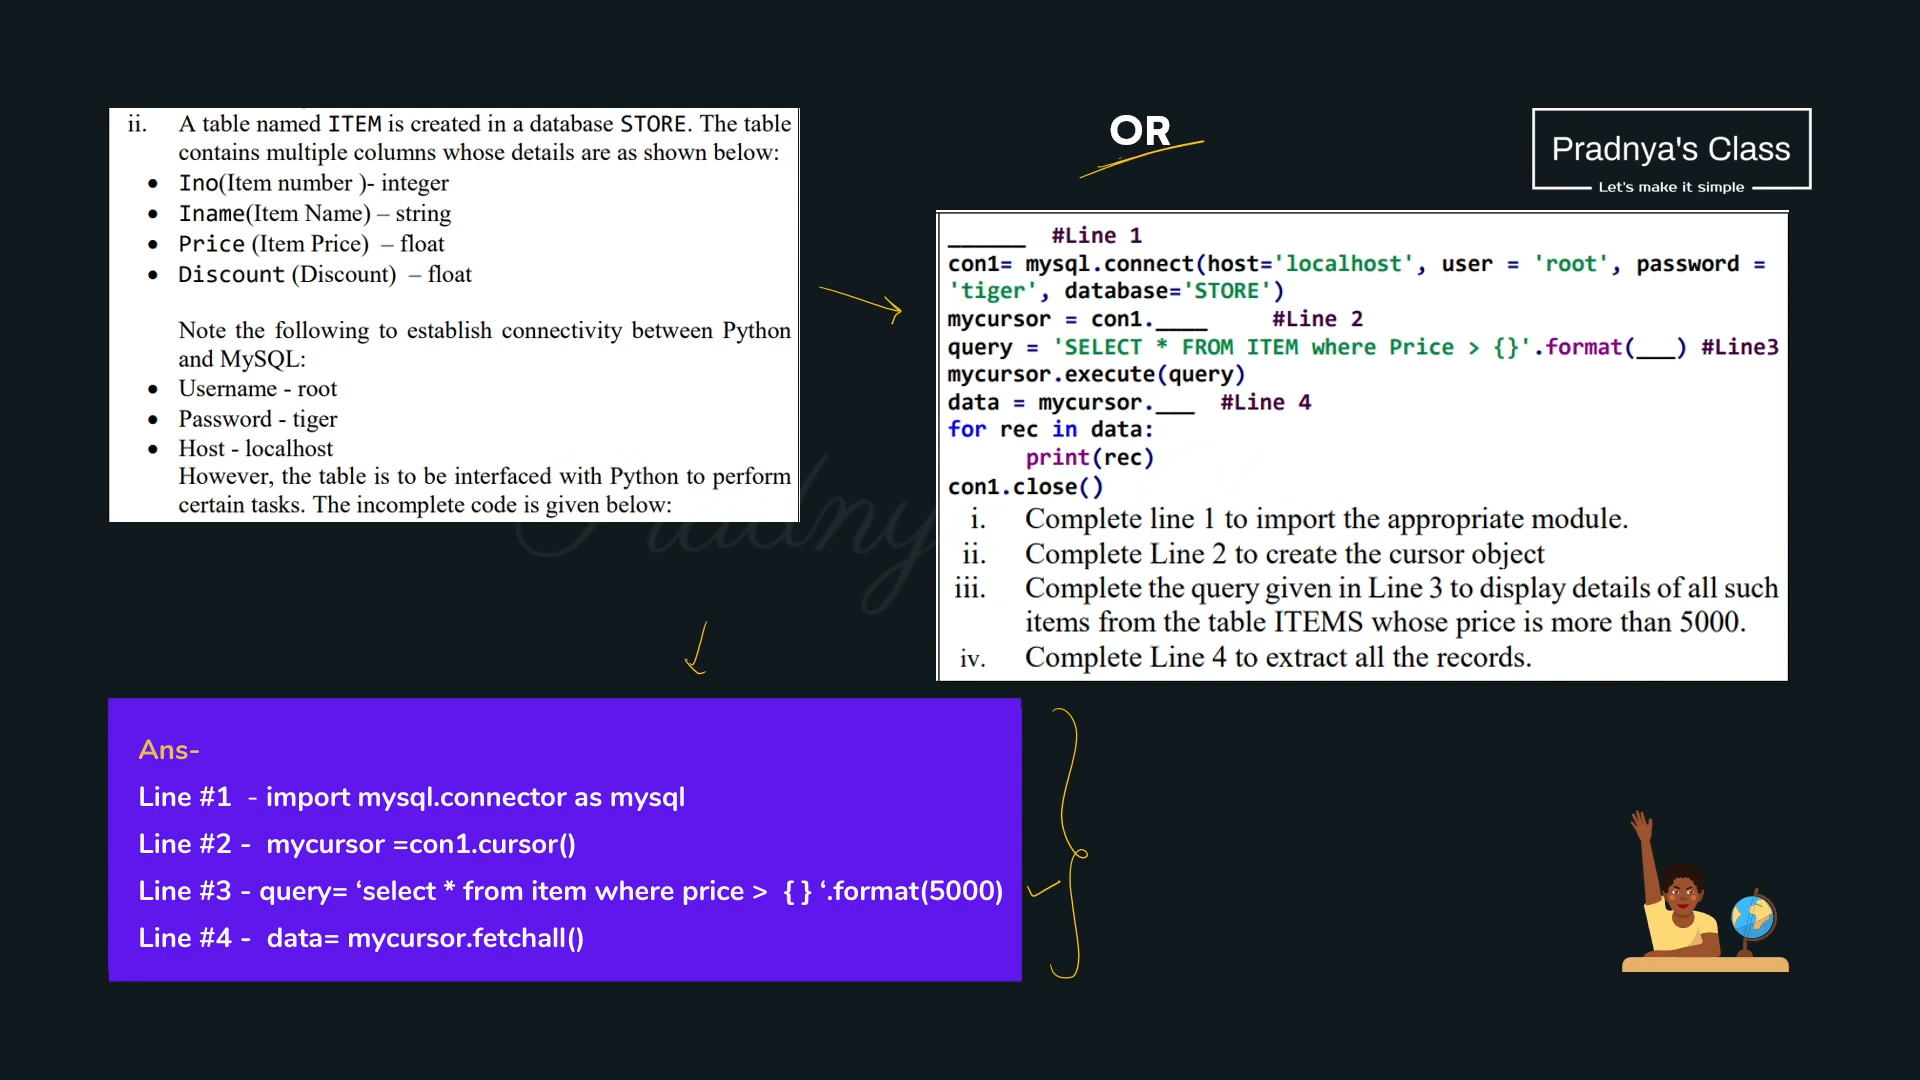 ii. A table named ITEM is created in a database STORE. The table
contains multiple columns whose details are as shown below:
• Ino(Item number )- integer
• Iname(Item Name) – string
• Price (Item Price) – float
• Discount (Discount) – float
Note the following to establish connectivity between Python
and MySQL:
• Username - root
• Password - tiger
• Host - localhost
However, the table is to be interfaced with Python to perform
certain tasks. The incomplete code is given below:
OR
Pradnya's Class
Let's make it simple
______ #Line 1
con1= mysql.connect(host='localhost', user = 'root', password =
'tiger', database='STORE')
mycursor = con1.____ #Line 2
query = 'SELECT * FROM ITEM where Price > {}'.format(___) #Line3
mycursor.execute(query)
data = mycursor.___ #Line 4
for rec in data:
print(rec)
con1.close()
i. Complete line 1 to import the appropriate module.
ii. Complete Line 2 to create the cursor object
iii. Complete the query given in Line 3 to display details of all such
items from the table ITEMS whose price is more than 5000.
iv. Complete Line 4 to extract all the records.
Ans-
Line #1 - import mysql.connector as mysql
Line #2 - mycursor =con1.cursor()
Line #3 - query= ‘select * from item where price > { } ‘.format(5000)
Line #4 - data= mycursor.fetchall()